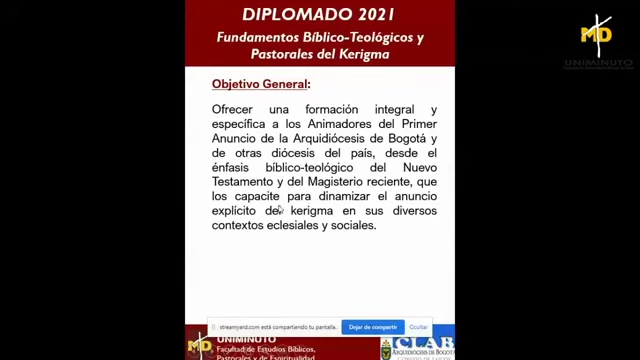 DIPLOMADO 2021
Fundamentos Bíblico-Teológicos y
Pastorales del Kerigma
MD
UNIMINUTO
Objetivo General:
Ofrecer una formación integral y
específica a los Animadores del Primer
Anuncio de la Arquidiócesis de Bogotá y
de otras diócesis del país, desde el
énfasis bíblico-teológico del Nuevo
Testamento y del Magisterio reciente, que
los capacite para dinamizar el anuncio
explícito del kerigma en sus diversos
contextos eclesiales y sociales.
streamyard.com está compartiendo tu pantalla.
Dejar de compartir
Ocultar
MD
UNIMINUTO
Facultad de Estudios Bíblicos,
Pastorales y de Espiritualidad
CLAB
ARQUIDIÓCESIS DE BOGOTÁ